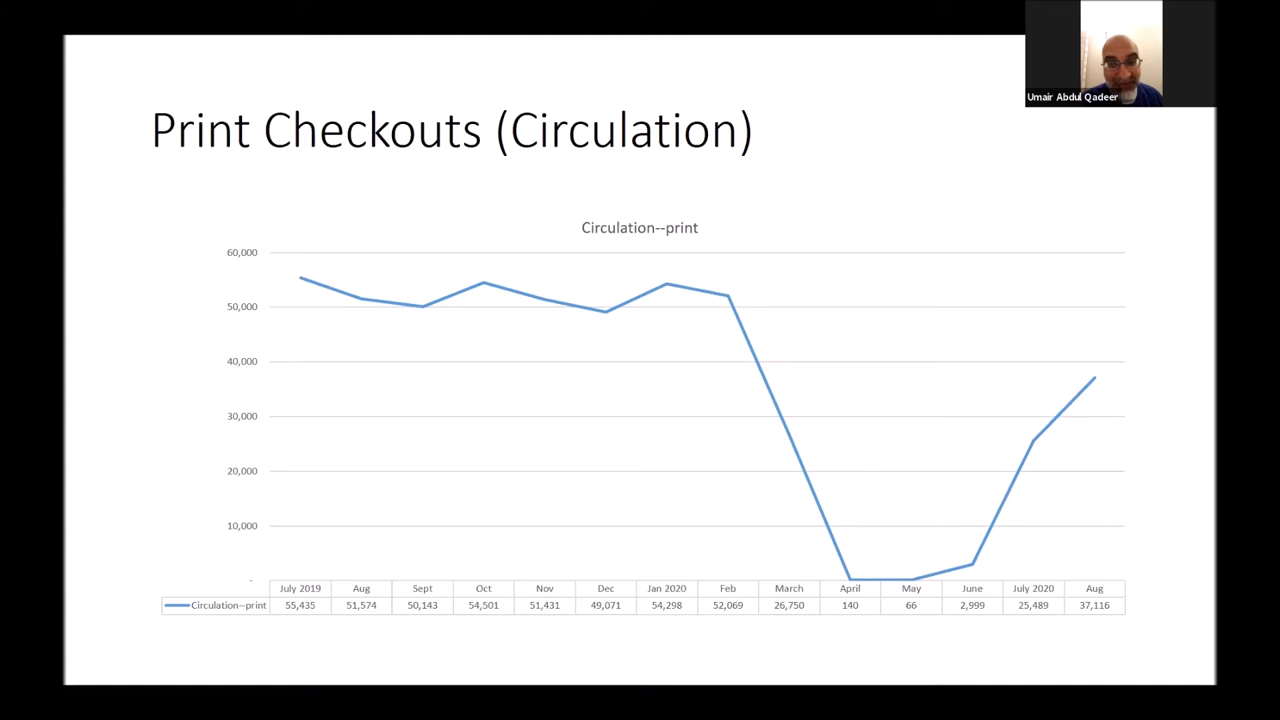 Umair Abdul Qadeer
Print Checkouts (Circulation)
Circulation--print
60,000
50,000
40,000
30,000
20,000
10,000
-
July 2019 Aug Sept Oct Nov Dec Jan 2020 Feb March April May June July 2020 Aug
Circulation--print 55,435 51,574 50,143 54,501 51,431 49,071 54,298 52,069 26,750 140 66 2,999 25,489 37,116